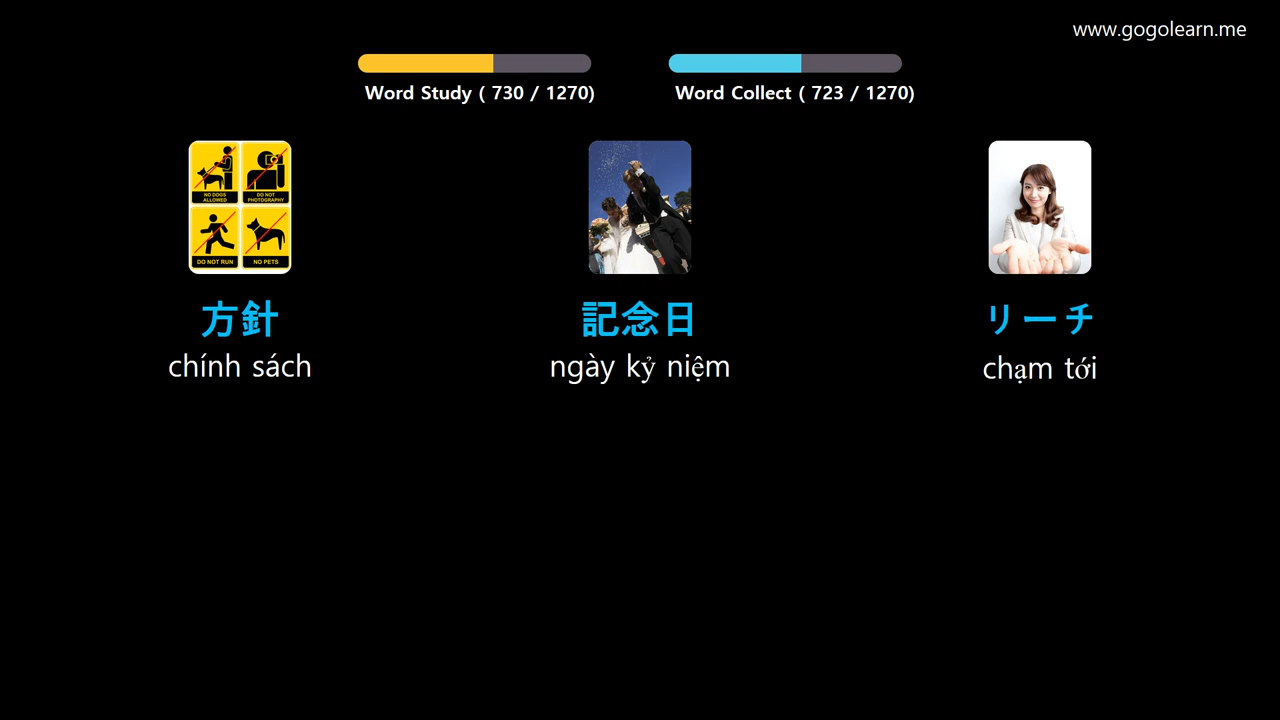 www.gogolearn.me
Word Study ( 730 / 1270)
Word Collect ( 723 / 1270)
NO DOGS
ALLOWED
DO NOT
PHOTOGRAPHY
DO NOT RUN
NO PETS
方針
chính sách
記念日
ngày kỷ niệm
リーチ
chạm tới